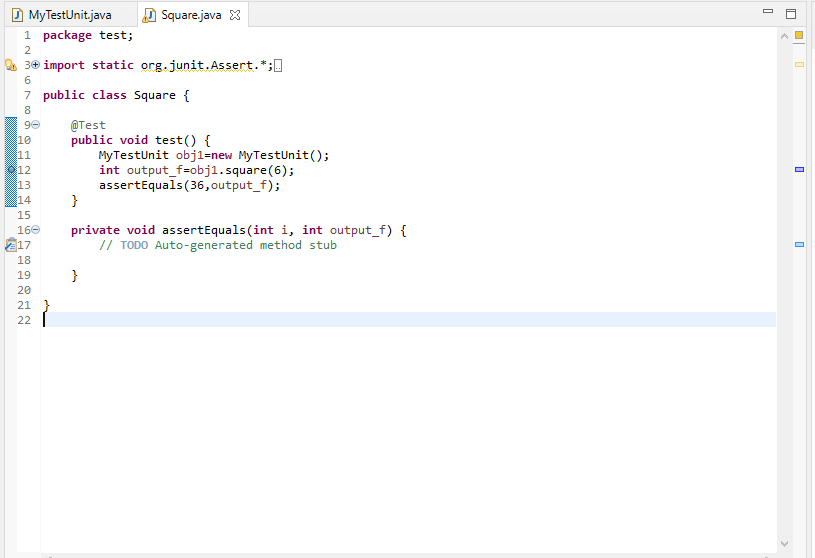 MyTestUnit.java Square.java
1 package test;
2
3 import static org.junit.Assert.*;
6
7 public class Square {
8
9 @Test
10 public void test() {
11 MyTestUnit obj1=new MyTestUnit();
12 int output_f=obj1.square(6);
13 assertEquals(36,output_f);
14 }
15
16 private void assertEquals(int i, int output_f) {
17 // TODO Auto-generated method stub
18
19 }
20
21 }
22